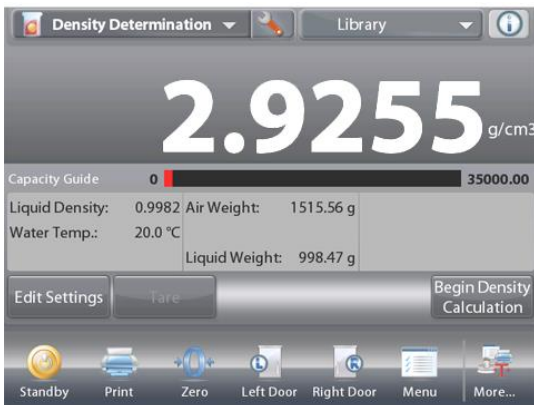 Density Determination
Library
2.9255 g/cm3
Capacity Guide 0 35000.00
Liquid Density: 0.9982 Air Weight: 1515.56 g
Water Temp.: 20.0 °C
Liquid Weight: 998.47 g
Edit Settings Tare Begin Density
Calculation
L R
Standby Print Zero Left Door Right Door Menu More...